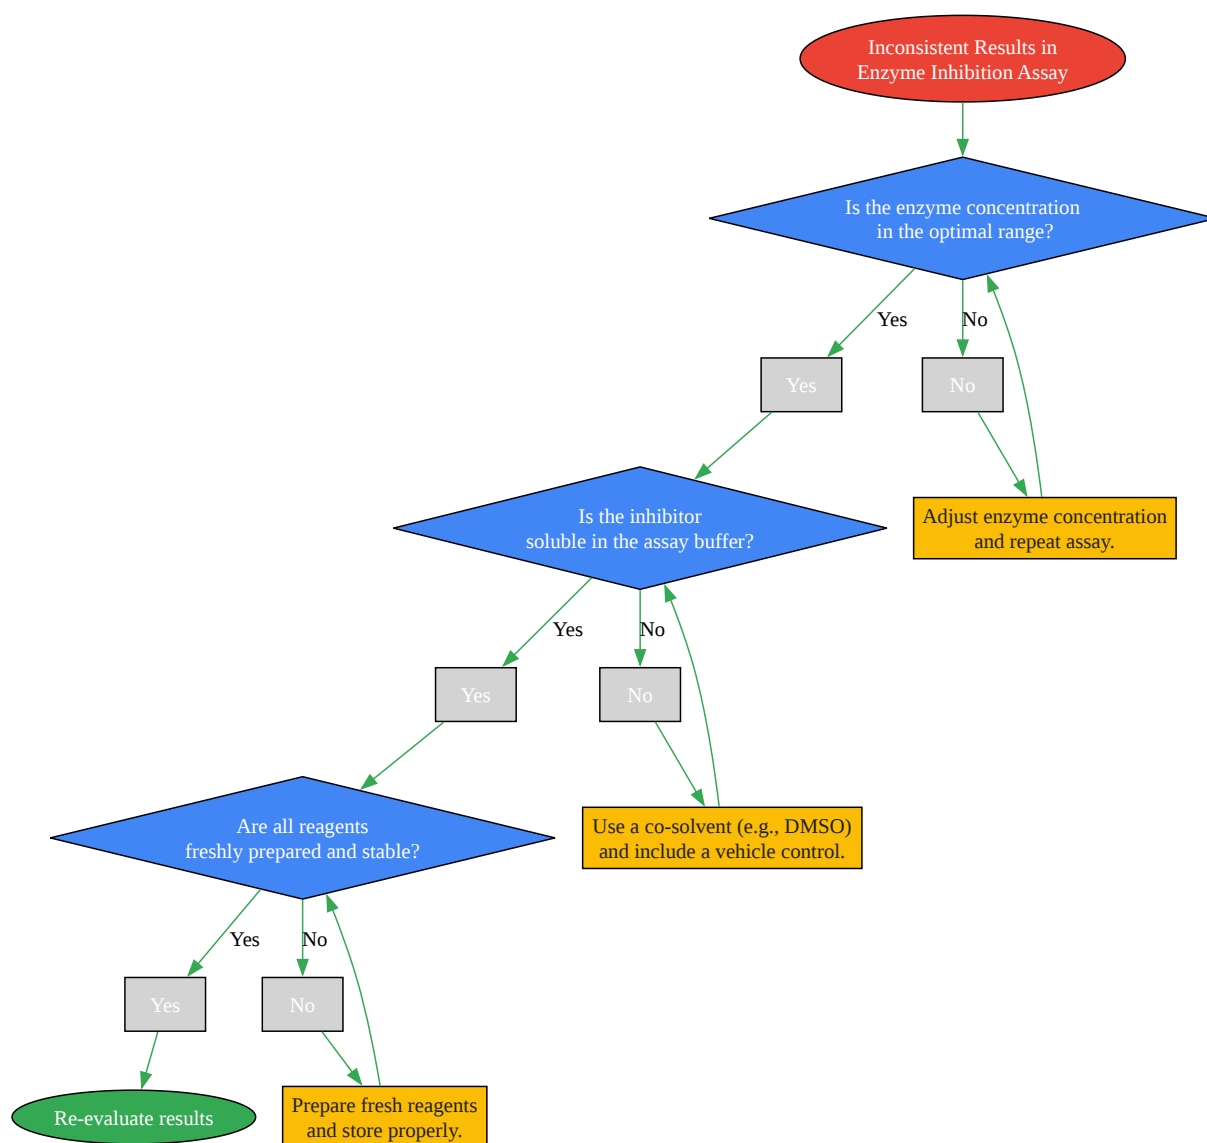 Inconsistent Results in
Enzyme Inhibition Assay
Is the enzyme concentration
in the optimal range?
Yes
No
Yes
No
Adjust enzyme concentration
and repeat assay.
Is the inhibitor
soluble in the assay buffer?
Yes
No
Yes
No
Use a co-solvent (e.g., DMSO)
and include a vehicle control.
Are all reagents
freshly prepared and stable?
Yes
No
Yes
No
Re-evaluate results
Prepare fresh reagents
and store properly.